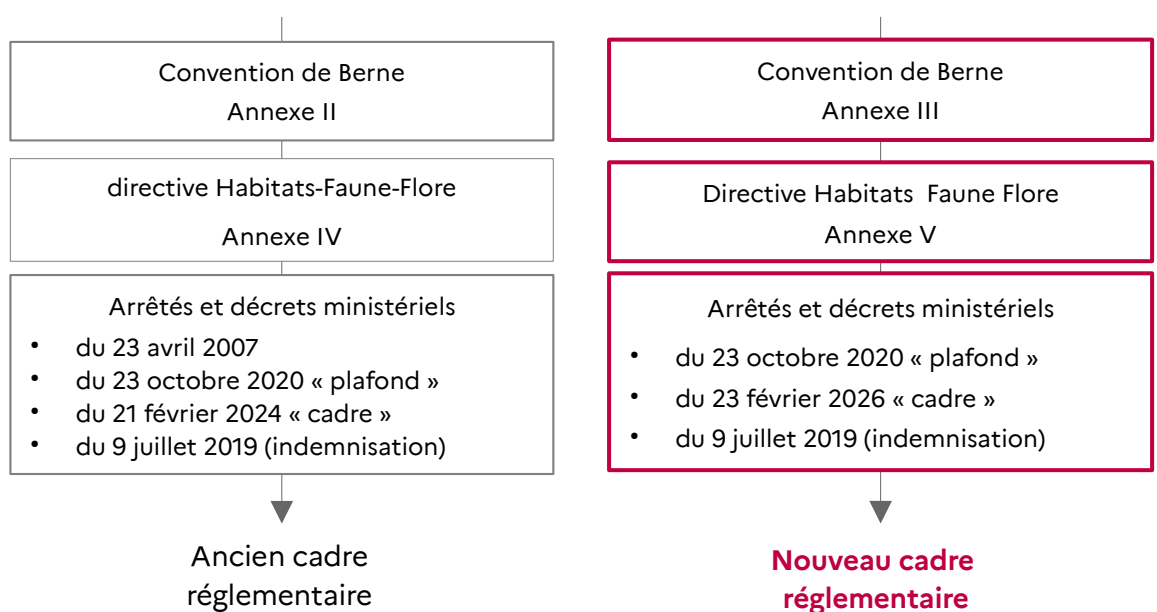 Convention de Berne
Annexe II
directive Habitats-Faune-Flore
Annexe IV
Arrêtés et décrets ministériels
• du 23 avril 2007
• du 23 octobre 2020 « plafond »
• du 21 février 2024 « cadre »
• du 9 juillet 2019 (indemnisation)
Ancien cadre
réglementaire
Convention de Berne
Annexe III
Directive Habitats Faune Flore
Annexe V
Arrêtés et décrets ministériels
• du 23 octobre 2020 « plafond »
• du 23 février 2026 « cadre »
• du 9 juillet 2019 (indemnisation)
Nouveau cadre
réglementaire